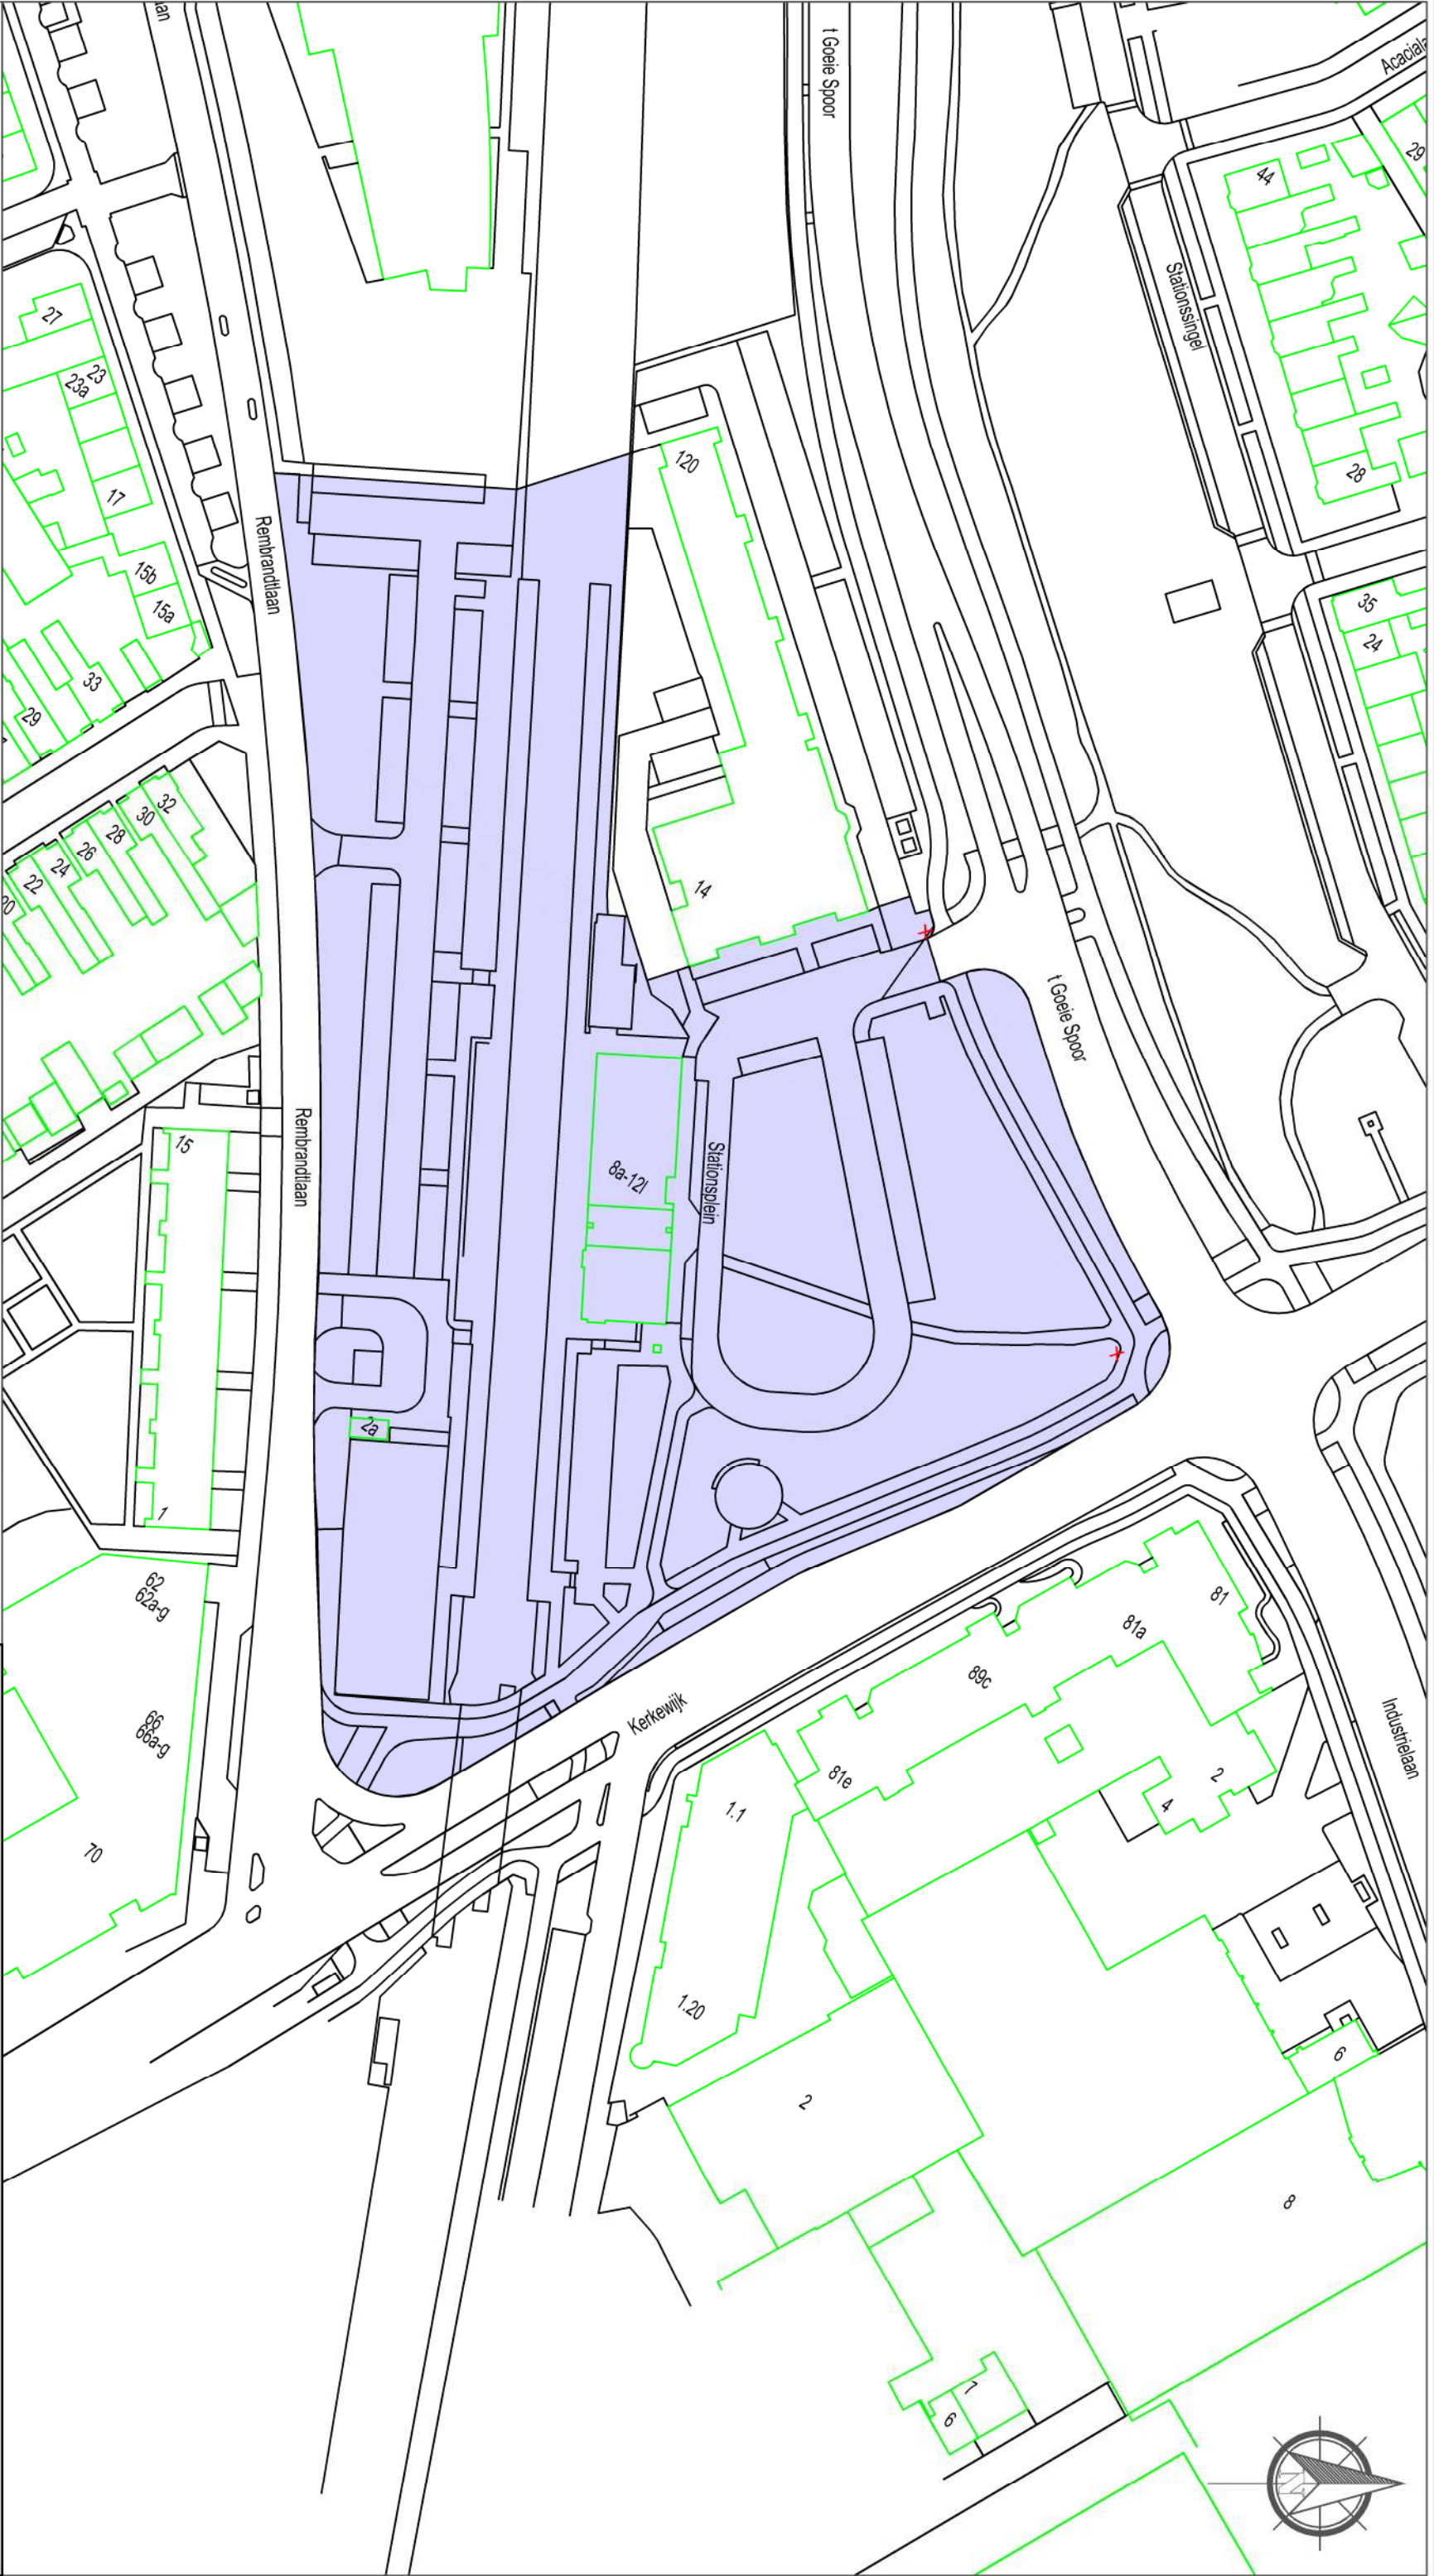 t Goeie Spoor
29
44
Stationssingel
27
23
23a
120
28
17
Rembrandtlaan
15b
15a
35
24
33
29
32
30
28
26
24
22
14
t Goeie Spoor
Rembrandtlaan
15
Stationsplein
8a-12l
2a
1
62
62a-g
81
81a
89c
66
66a-g
Kerkewijk
Industrielaan
81e
2
4
1.1
70
1.20
2
6
8
7
6
N